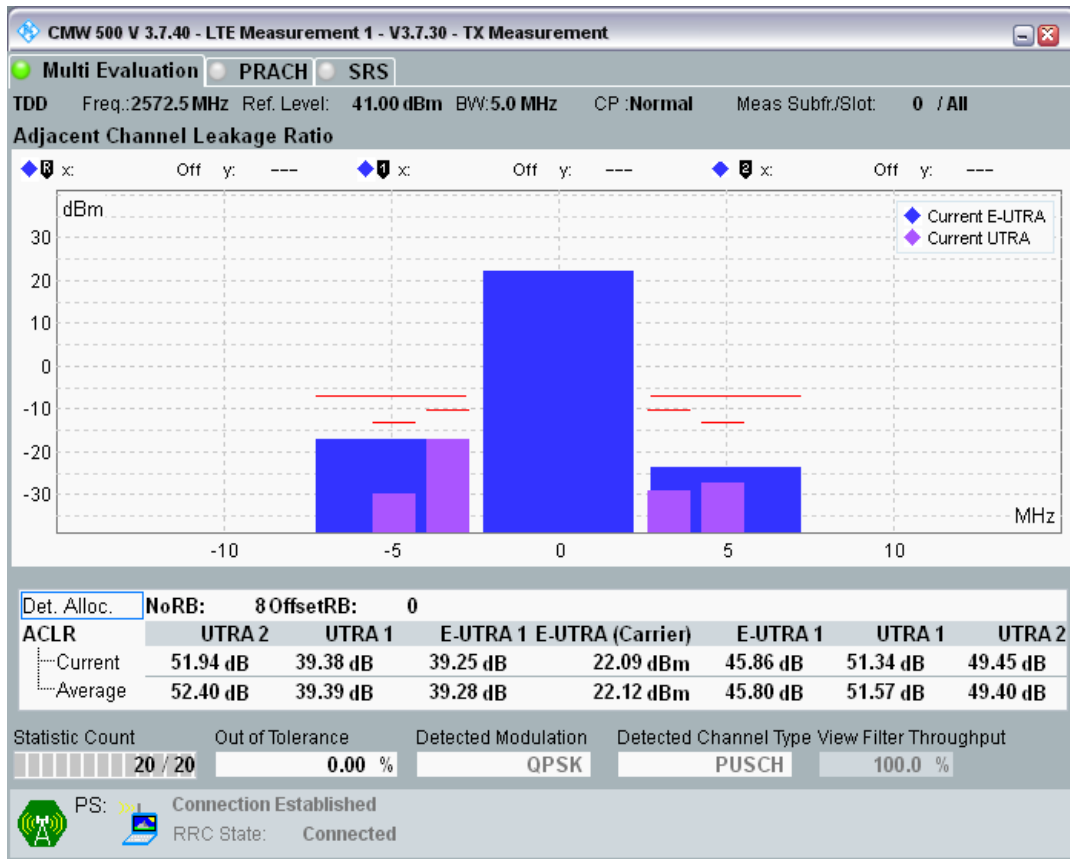 CMW 500 V 3.7.40 - LTE Measurement 1 - V3.7.30 - TX Measurement
Multi Evaluation PRACH SRS
TDD Freq.:2572.5 MHz Ref. Level: 41.00 dBm BW:5.0 MHz CP :Normal Meas Subfr./Slot: 0 / All
Adjacent Channel Leakage Ratio
R x: Off y: --- 1 x: Off y: --- 2 x: Off y: ---
dBm
Current E-UTRA
Current UTRA
30
20
10
0
-10
-20
-30
MHz
-10 -5 0 5 10
Det. Alloc. NoRB: 8 OffsetRB: 0
ACLR UTRA 2 UTRA 1 E-UTRA 1 E-UTRA (Carrier) E-UTRA 1 UTRA 1 UTRA 2
Current 51.94 dB 39.38 dB 39.25 dB 22.09 dBm 45.86 dB 51.34 dB 49.45 dB
Average 52.40 dB 39.39 dB 39.28 dB 22.12 dBm 45.80 dB 51.57 dB 49.40 dB
Statistic Count Out of Tolerance Detected Modulation Detected Channel Type View Filter Throughput
20 / 20 0.00 % QPSK PUSCH 100.0 %
PS: Connection Established
RRC State: Connected